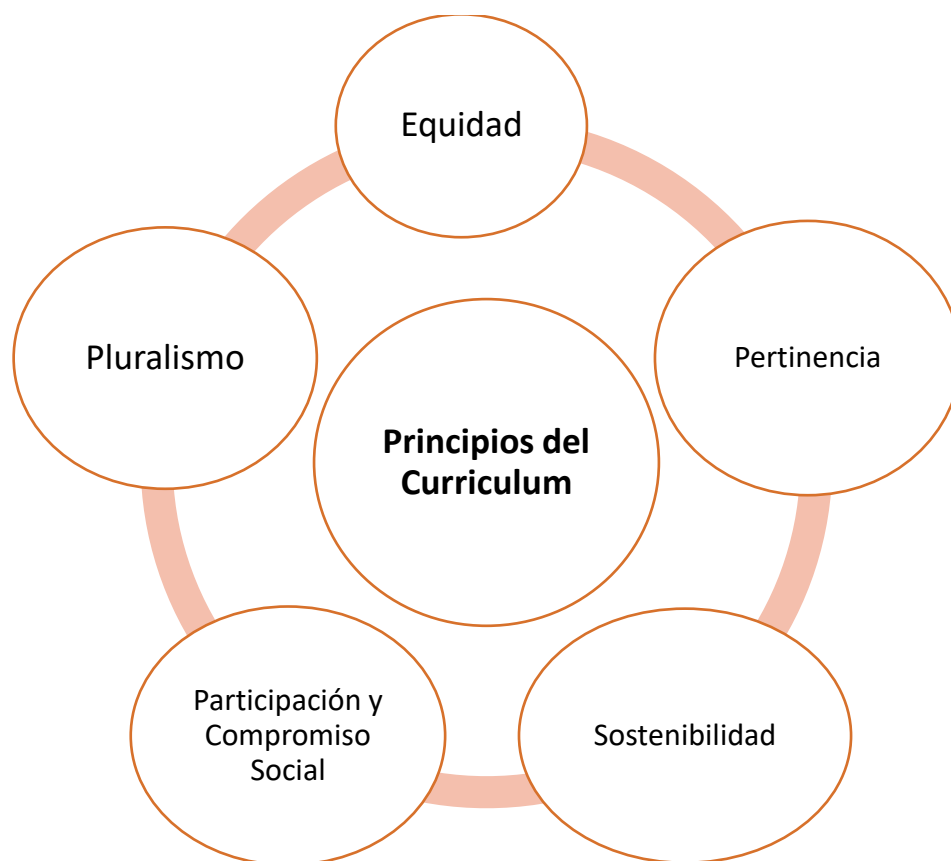 Equidad
Pluralismo
Pertinencia
Principios del
Curriculum
Participación y
Compromiso
Social
Sostenibilidad